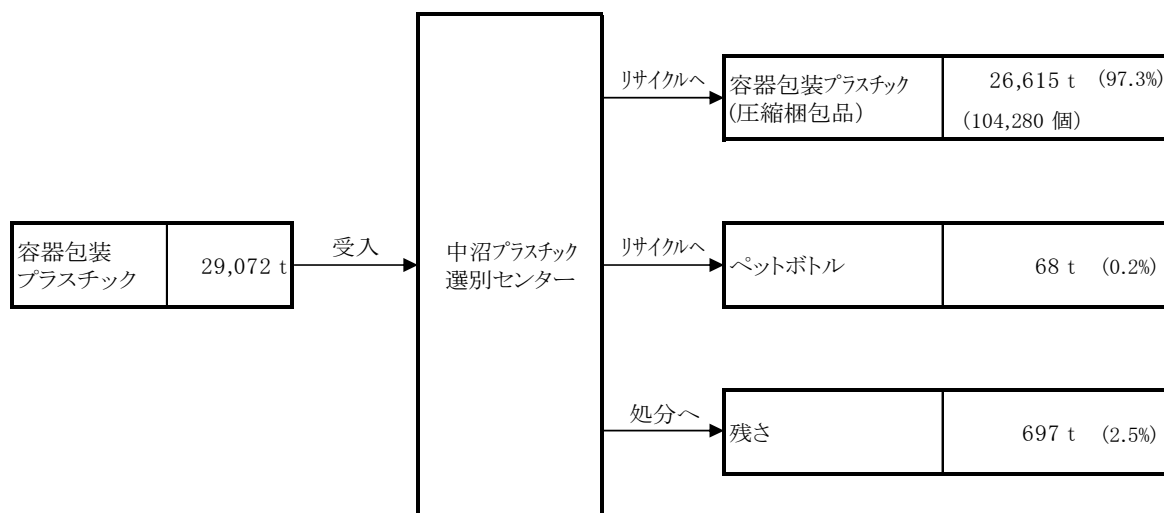 容器包装
プラスチック
29,072 t
受入
中沼プラスチック
選別センター
リサイクルへ
容器包装プラスチック
(圧縮梱包品)
26,615 t (97.3%)
(104,280 個)
リサイクルへ
ペットボトル
68 t (0.2%)
処分へ
残さ
697 t (2.5%)